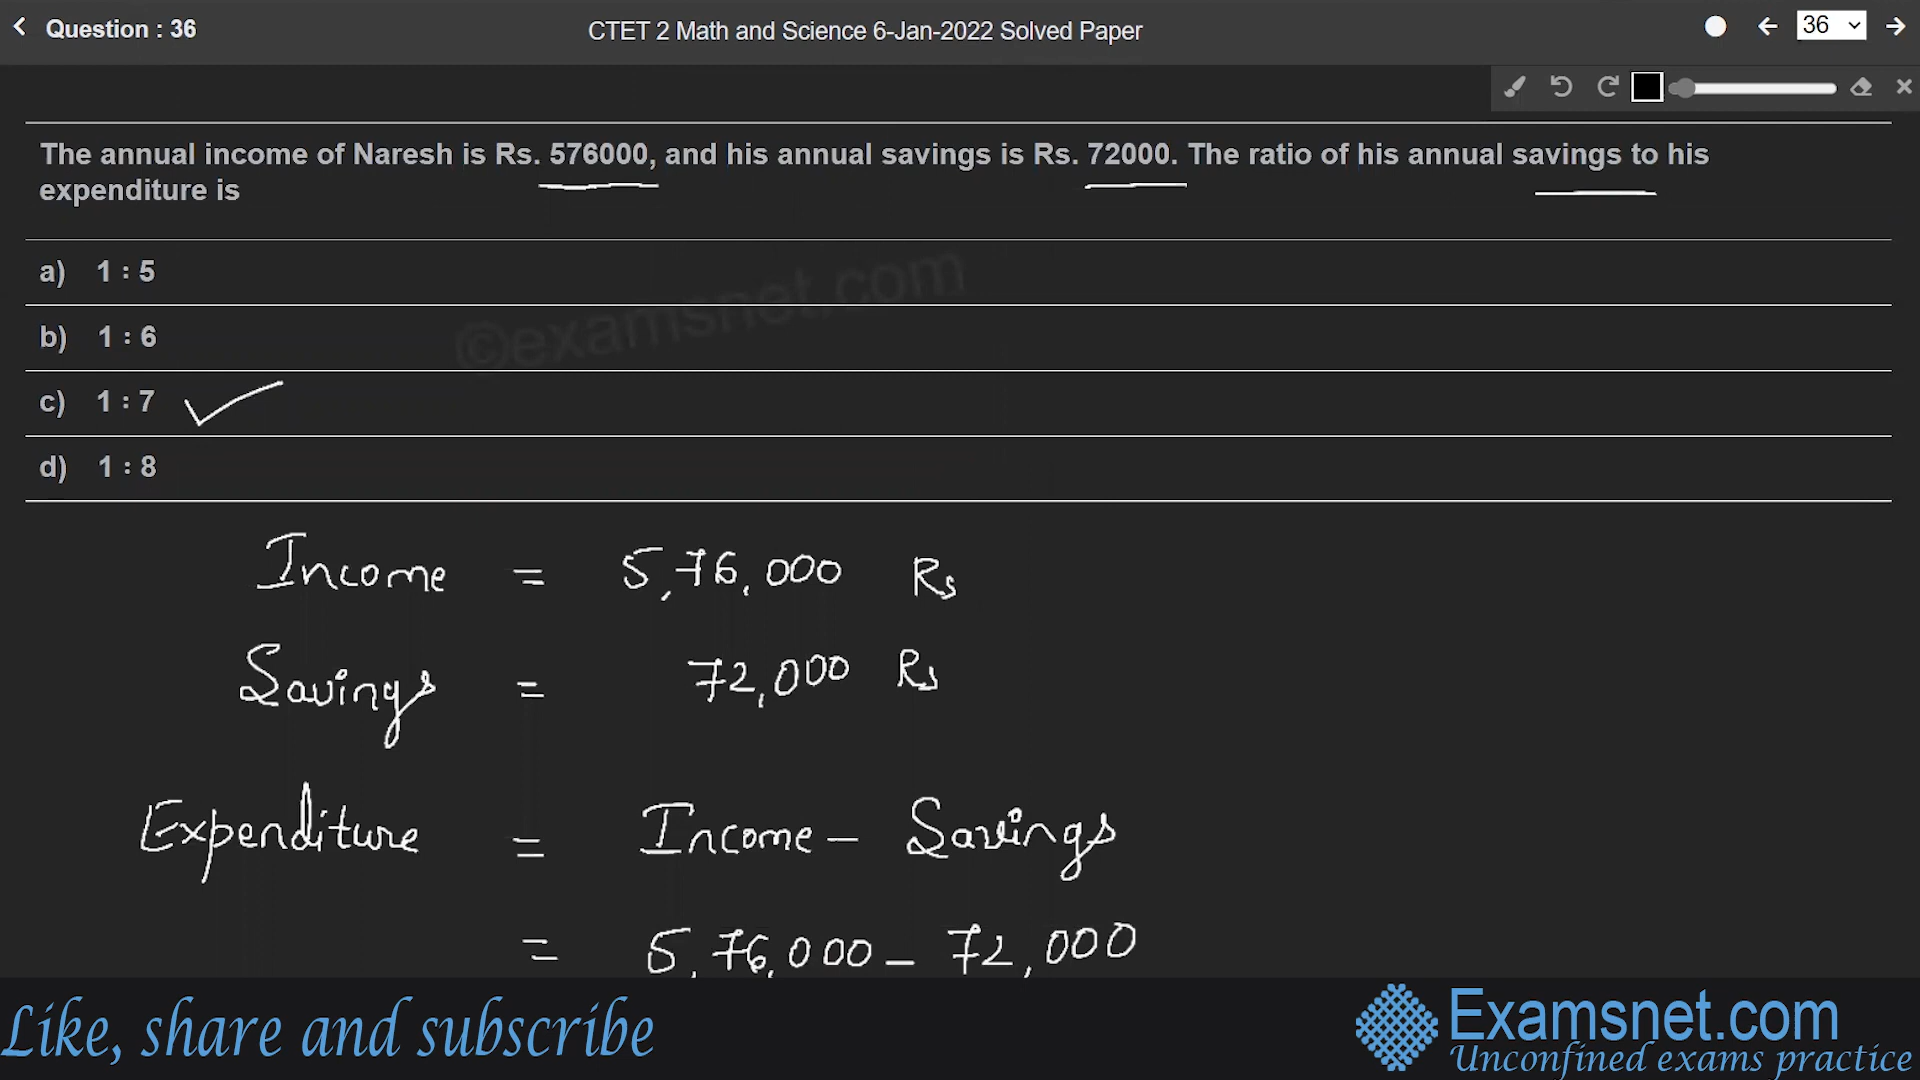 Question : 36
CTET 2 Math and Science 6-Jan-2022 Solved Paper
36
The annual income of Naresh is Rs. 576000, and his annual savings is Rs. 72000. The ratio of his annual savings to his
expenditure is
a) 1 : 5
b) 1 : 6
c) 1 : 7
d) 1 : 8
©examsnet.com
Income = 5,76,000 Rs
Savings = 72,000 Rs
Expenditure = Income - Savings
= 5,76,000 - 72,000
Like, share and subscribe
Examsnet.com
Unconfined exams practice